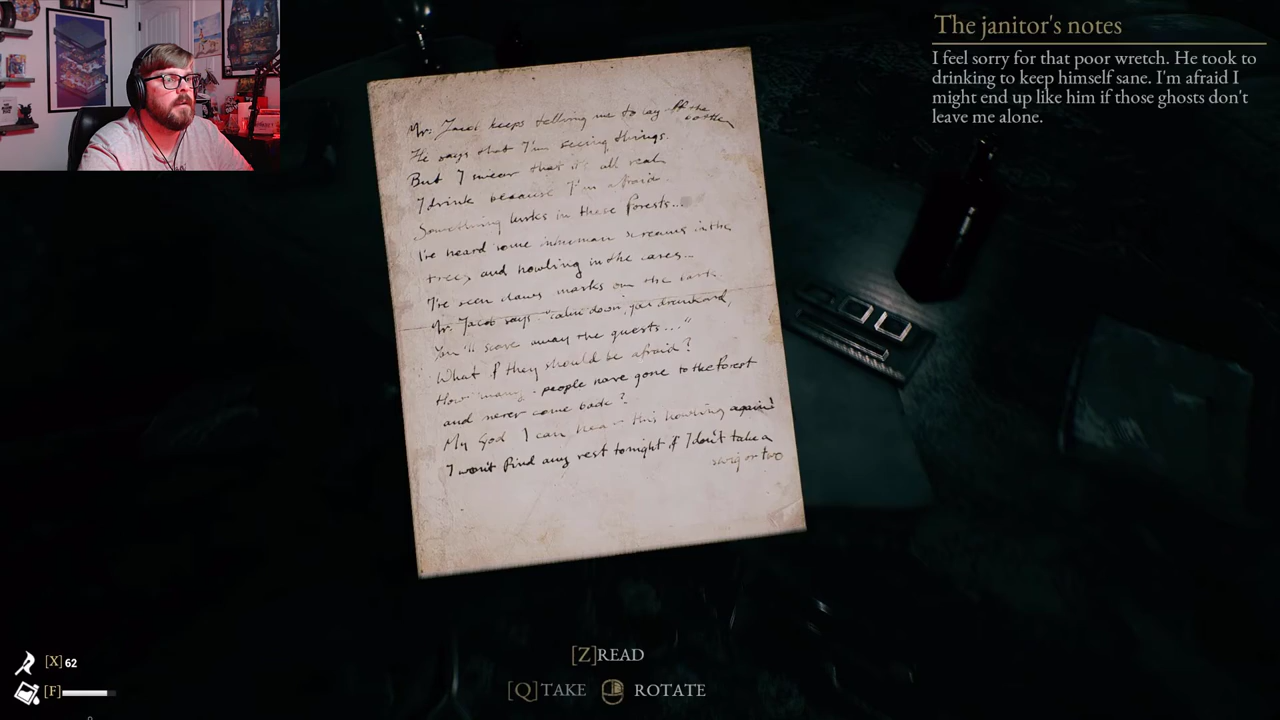 The janitor's notes
I feel sorry for that poor wretch. He took to
drinking to keep himself sane. I'm afraid I
might end up like him if those ghosts don't
leave me alone.
Mr. Jacob keeps telling me to lay off the
bottle
He says that I'm seeing things.
But I swear that it's all real
I drink because I'm afraid.
Something lurks in these forests...
I've heard some inhuman screams in the
trees and howling in the caves...
I've seen claws marks on the bark.
Mr. Jacob says "calm down, you drunkard,
You'll scare away the guests..."
What if they should be afraid?
How many people have gone to the forest
and never come back?
My God I can hear this howling again!
I won't find any rest tonight if I don't take a
swig or two
[Z]READ
[Q]TAKE ROTATE
[X] 62
[F]